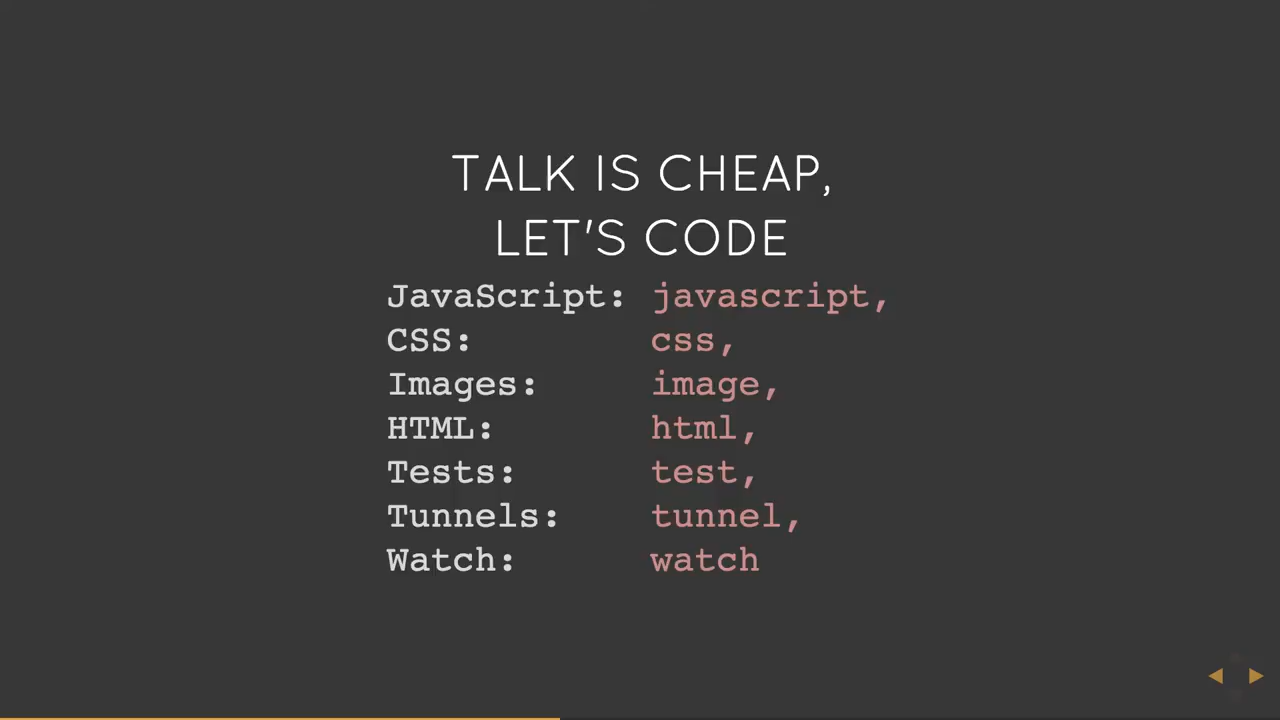 TALK IS CHEAP,
LET'S CODE
JavaScript: javascript,
CSS: css,
Images: image,
HTML: html,
Tests: test,
Tunnels: tunnel,
Watch: watch